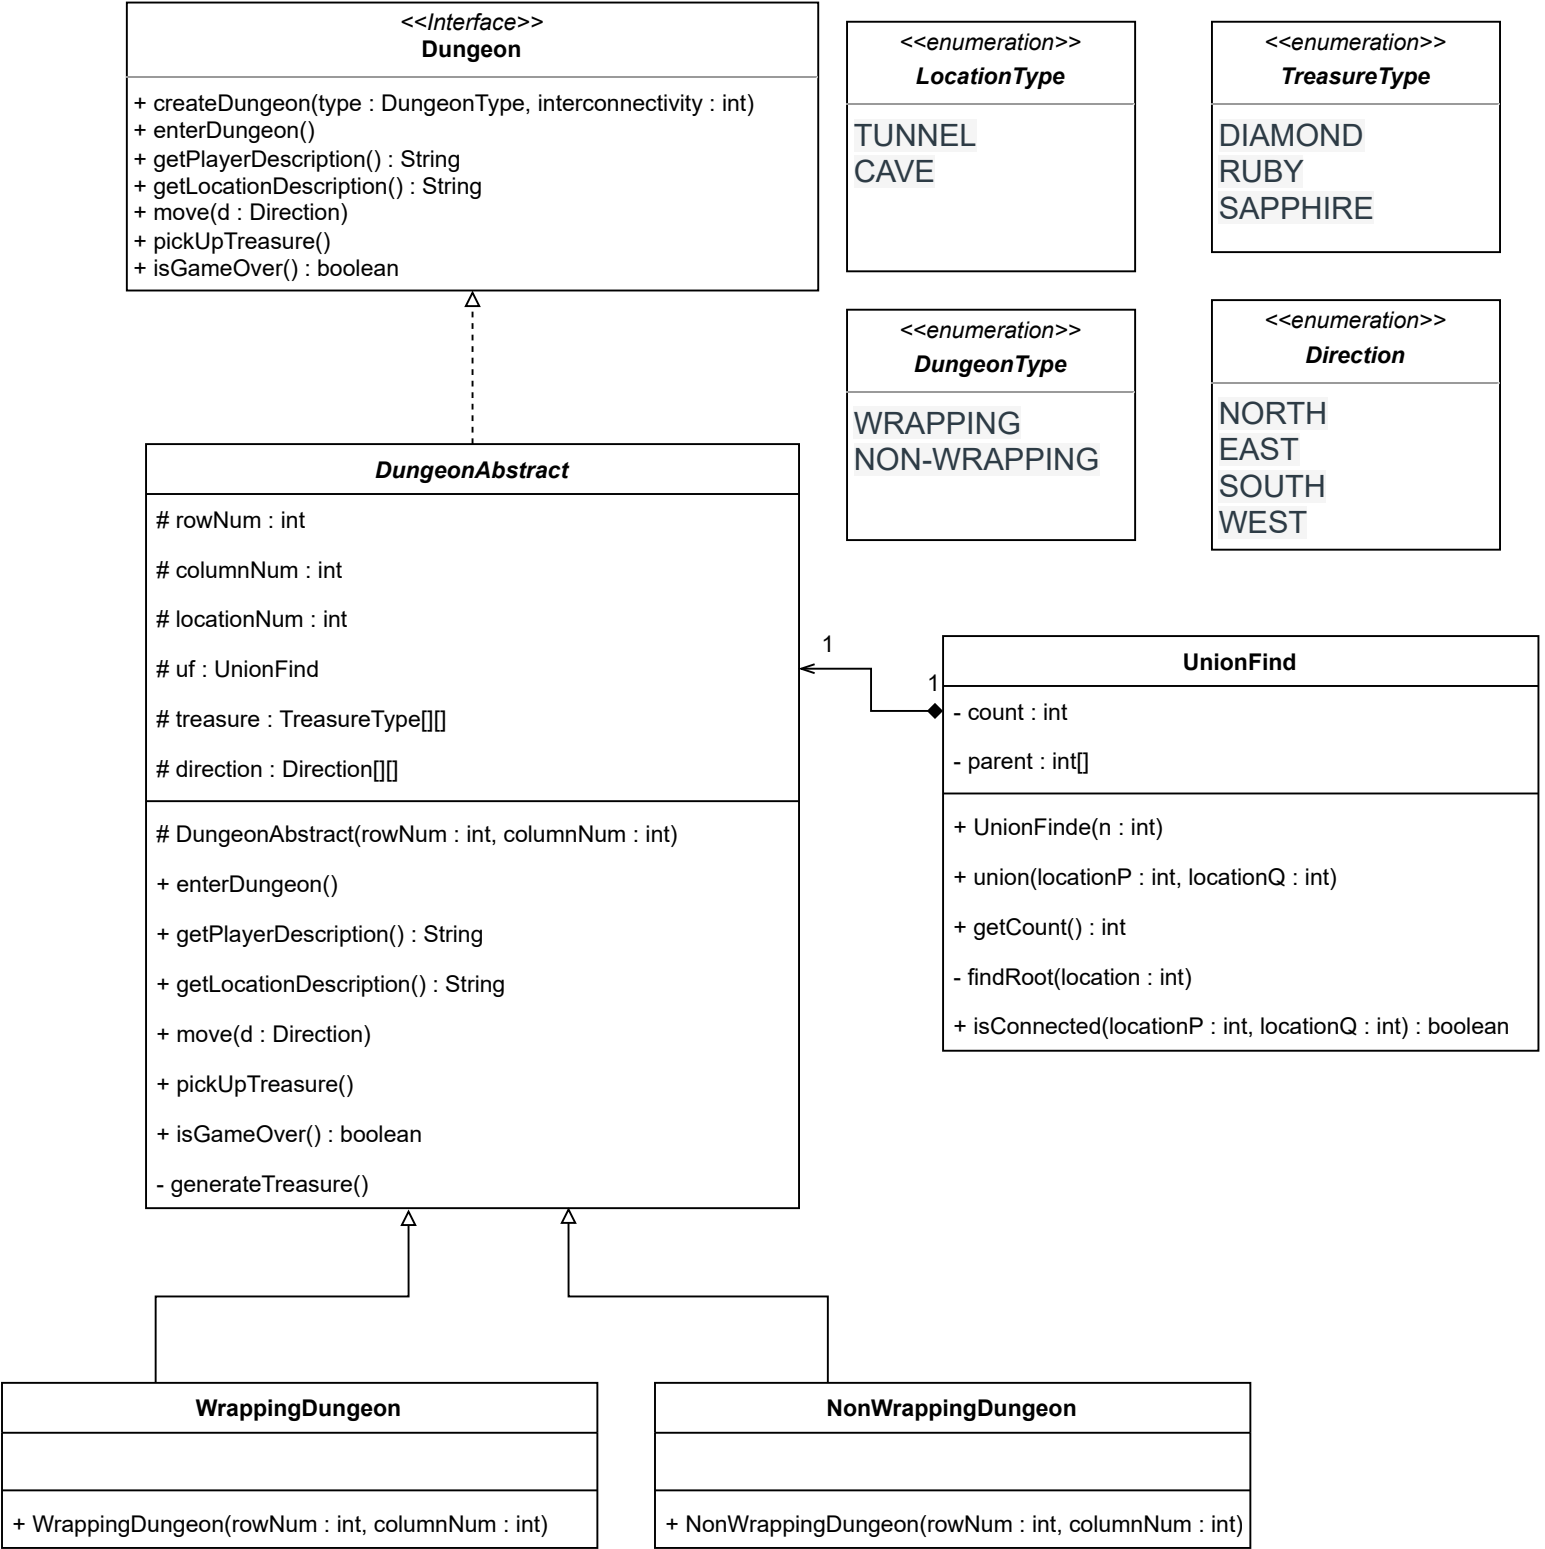 <<Interface>>
Dungeon
+ createDungeon(type : DungeonType, interconnectivity : int)
+ enterDungeon()
+ getPlayerDescription() : String
+ getLocationDescription() : String
+ move(d : Direction)
+ pickUpTreasure()
+ isGameOver() : boolean
<<enumeration>>
LocationType
TUNNEL
CAVE
<<enumeration>>
TreasureType
DIAMOND
RUBY
SAPPHIRE
<<enumeration>>
DungeonType
WRAPPING
NON-WRAPPING
<<enumeration>>
Direction
NORTH
EAST
SOUTH
WEST
DungeonAbstract
# rowNum : int
# columnNum : int
# locationNum : int
# uf : UnionFind
# treasure : TreasureType[][]
# direction : Direction[][]
# DungeonAbstract(rowNum : int, columnNum : int)
+ enterDungeon()
+ getPlayerDescription() : String
+ getLocationDescription() : String
+ move(d : Direction)
+ pickUpTreasure()
+ isGameOver() : boolean
- generateTreasure()
1
1
UnionFind
- count : int
- parent : int[]
+ UnionFinde(n : int)
+ union(locationP : int, locationQ : int)
+ getCount() : int
- findRoot(location : int)
+ isConnected(locationP : int, locationQ : int) : boolean
WrappingDungeon
+ WrappingDungeon(rowNum : int, columnNum : int)
NonWrappingDungeon
+ NonWrappingDungeon(rowNum : int, columnNum : int)